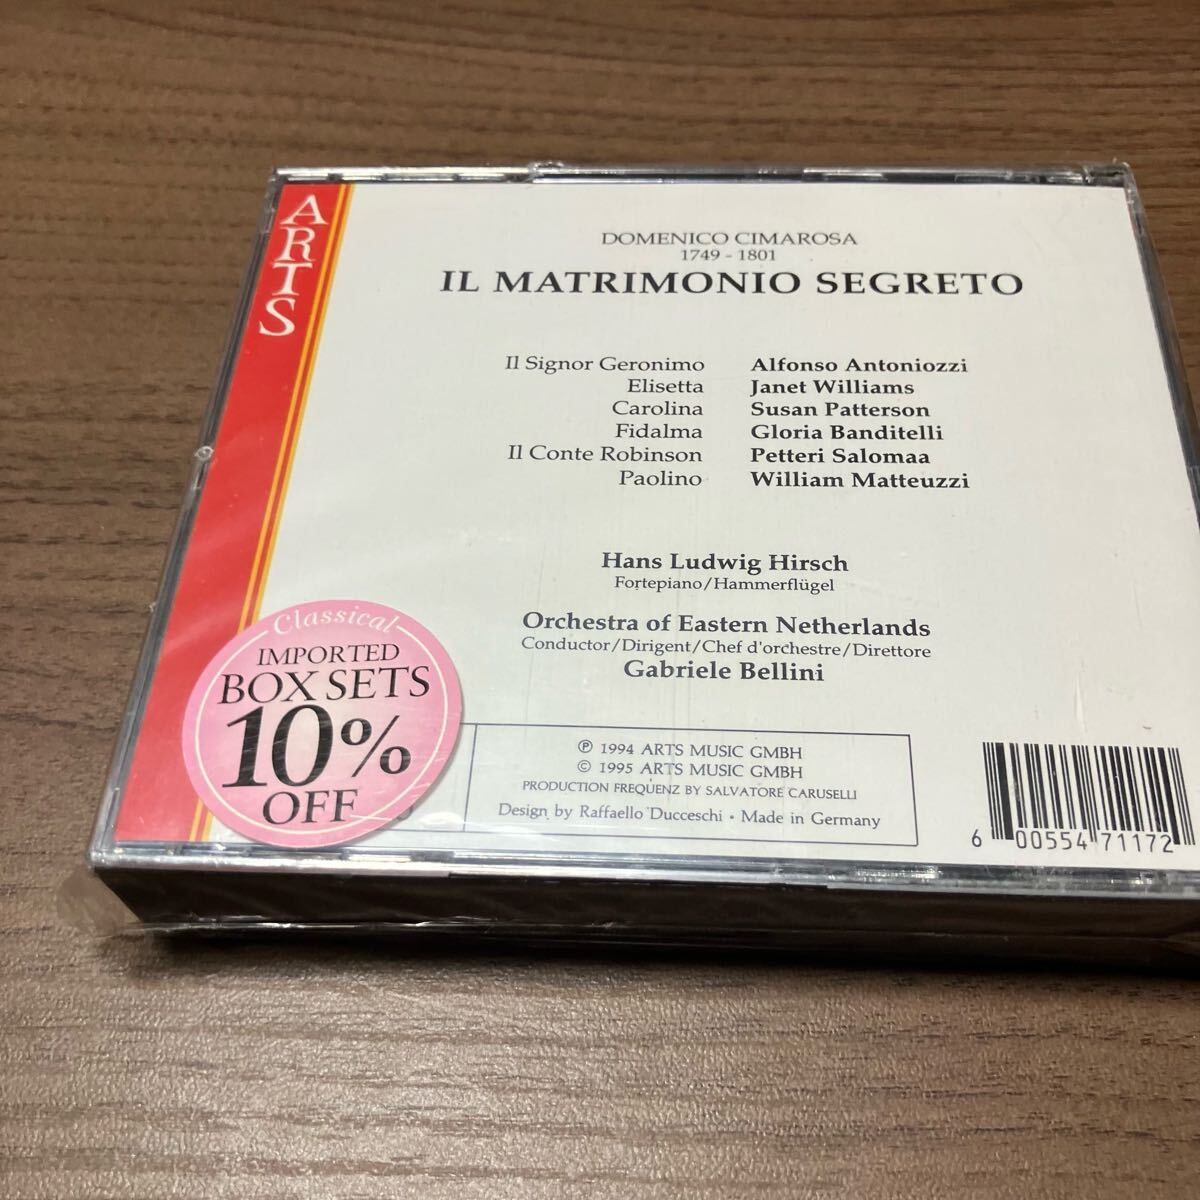 ARTS
DOMENICO CIMAROSA
1749 - 1801
IL MATRIMONIO SEGRETO
Il Signor Geronimo Alfonso Antoniozzi
Elisetta Janet Williams
Carolina Susan Patterson
Fidalma Gloria Banditelli
Il Conte Robinson Petteri Salomaa
Paolino William Matteuzzi
Hans Ludwig Hirsch
Fortepiano/Hammerflügel
Orchestra of Eastern Netherlands
Conductor/Dirigent/Chef d'orchestre/Direttore
Gabriele Bellini
Classical
IMPORTED
BOX SETS
10%
OFF
℗ 1994 ARTS MUSIC GMBH
© 1995 ARTS MUSIC GMBH
PRODUCTION FREQUENZ BY SALVATORE CARUSELLI
Design by Raffaello Ducceschi • Made in Germany
6 00554 71172